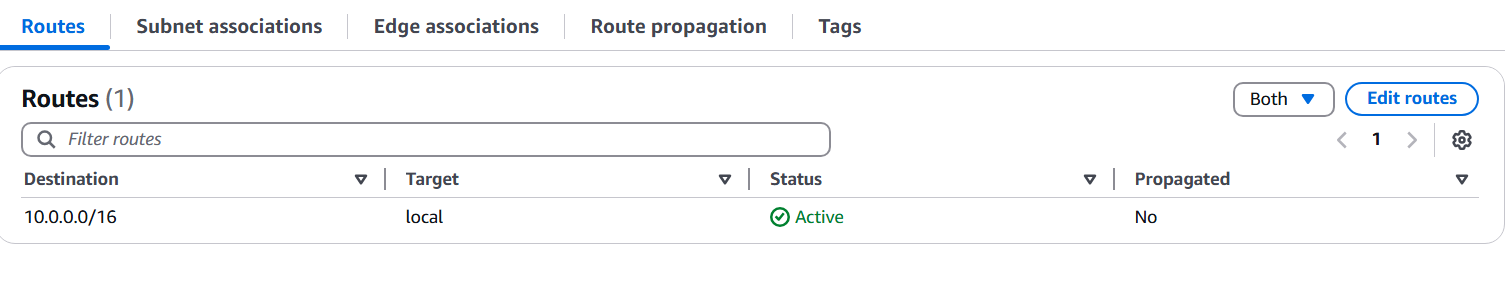 Routes Subnet associations Edge associations Route propagation Tags
Routes (1) Both Edit routes
Filter routes 1
Destination Target Status Propagated
10.0.0.0/16 local Active No